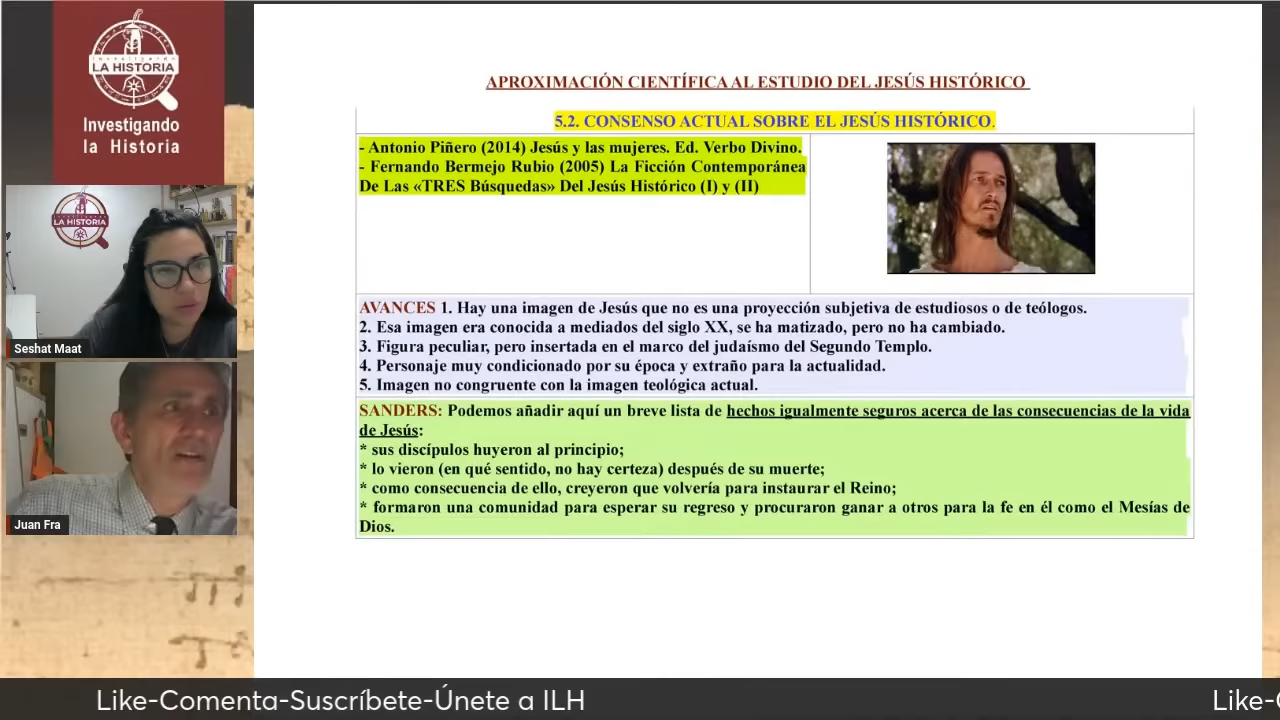 LA HISTORIA
Investigando
la Historia
LA HISTORIA
Seshat Maat
Juan Fra
APROXIMACIÓN CIENTÍFICA AL ESTUDIO DEL JESÚS HISTÓRICO
5.2. CONSENSO ACTUAL SOBRE EL JESÚS HISTÓRICO.
- Antonio Piñero (2014) Jesús y las mujeres. Ed. Verbo Divino.
- Fernando Bermejo Rubio (2005) La Ficción Contemporánea
De Las «TRES Búsquedas» Del Jesús Histórico (I) y (II)
AVANCES 1. Hay una imagen de Jesús que no es una proyección subjetiva de estudiosos o de teólogos.
2. Esa imagen era conocida a mediados del siglo XX, se ha matizado, pero no ha cambiado.
3. Figura peculiar, pero insertada en el marco del judaísmo del Segundo Templo.
4. Personaje muy condicionado por su época y extraño para la actualidad.
5. Imagen no congruente con la imagen teológica actual.
SANDERS: Podemos añadir aquí un breve lista de hechos igualmente seguros acerca de las consecuencias de la vida
de Jesús:
* sus discípulos huyeron al principio;
* lo vieron (en qué sentido, no hay certeza) después de su muerte;
* como consecuencia de ello, creyeron que volvería para instaurar el Reino;
* formaron una comunidad para esperar su regreso y procuraron ganar a otros para la fe en él como el Mesías de
Dios.
Like-Comenta-Suscríbete-Únete a ILH
Like-